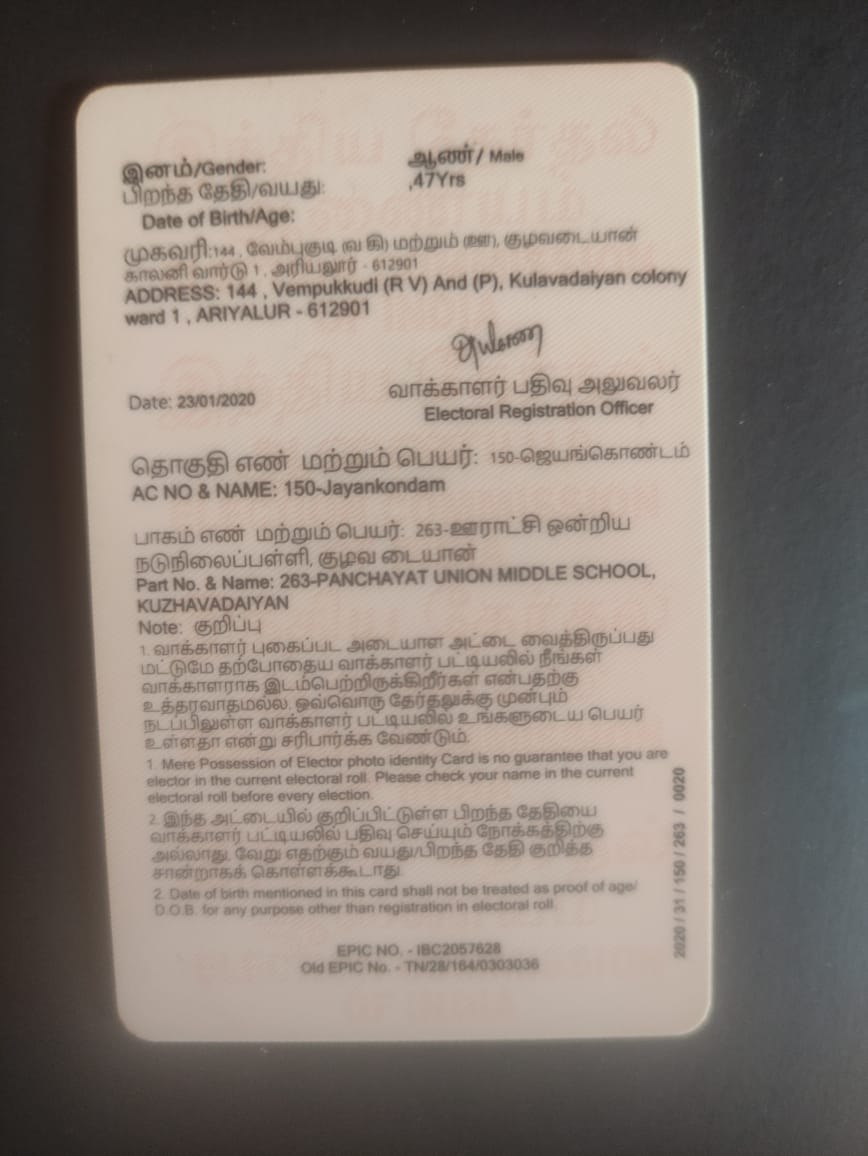 இனம்/Gender: ஆண்/ Male
பிறந்த தேதி/வயது: ,47Yrs
Date of Birth/Age:
முகவரி:144 , வேம்புகுடி (வ கி) மற்றும் (ஊ), குழவடையான்
காலனி வார்டு 1 , அரியலூர் - 612901
ADDRESS: 144 , Vempukkudi (R V) And (P), Kulavadaiyan colony
ward 1 , ARIYALUR - 612901
Date: 23/01/2020
வாக்காளர் பதிவு அலுவலர்
Electoral Registration Officer
தொகுதி எண் மற்றும் பெயர்: 150-ஜெயங்கொண்டம்
AC NO & NAME: 150-Jayankondam
பாகம் எண் மற்றும் பெயர்: 263-ஊராட்சி ஒன்றிய
நடுநிலைப்பள்ளி, குழவ டையான்
Part No. & Name: 263-PANCHAYAT UNION MIDDLE SCHOOL,
KUZHAVADAIYAN
Note: குறிப்பு
1. வாக்காளர் புகைப்பட அடையாள அட்டை வைத்திருப்பது
மட்டுமே தற்போதைய வாக்காளர் பட்டியலில் நீங்கள்
வாக்காளராக இடம்பெற்றிருக்கிறீர்கள் என்பதற்கு
உத்தரவாதமல்ல. ஒவ்வொரு தேர்தலுக்கு முன்பும்
நடப்பிலுள்ள வாக்காளர் பட்டியலில் உங்களுடைய பெயர்
உள்ளதா என்று சரிபார்க்க வேண்டும்.
1. Mere Possession of Elector photo identity Card is no guarantee that you are
elector in the current electoral roll. Please check your name in the current
electoral roll before every election.
2. இந்த அட்டையில் குறிப்பிட்டுள்ள பிறந்த தேதியை
வாக்காளர் பட்டியலில் பதிவு செய்யும் நோக்கத்திற்கு
அல்லாது, வேறு எதற்கும் வயது/பிறந்த தேதி குறித்த
சான்றாகக் கொள்ளக்கூடாது.
2. Date of birth mentioned in this card shall not be treated as proof of age/
D.O.B. for any purpose other than registration in electoral roll.
EPIC NO. - IBC2057628
Old EPIC No. - TN/28/164/0303036
2020 / 31 / 150 / 263 / 0020